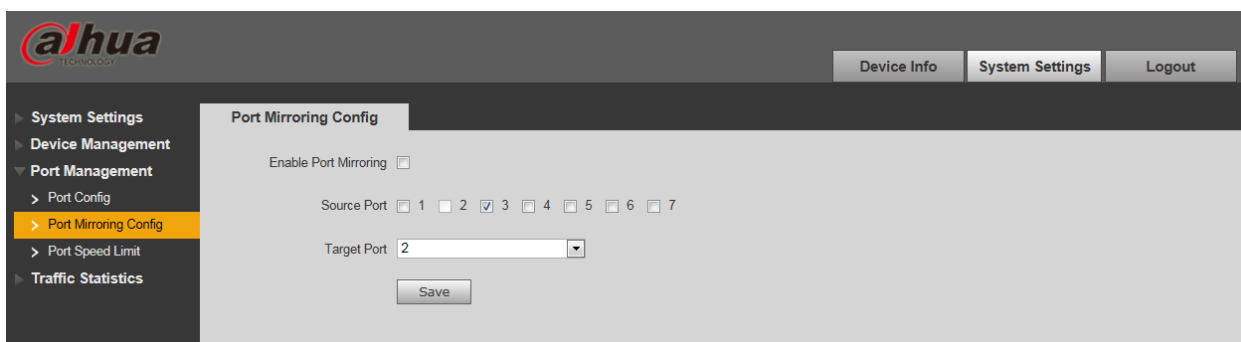 alhua
TECHNOLOGY
Device Info System Settings Logout
System Settings
Device Management
Port Management
Port Config
Port Mirroring Config
Port Speed Limit
Traffic Statistics
Port Mirroring Config
Enable Port Mirroring
Source Port 1 2 3 4 5 6 7
Target Port 2
Save